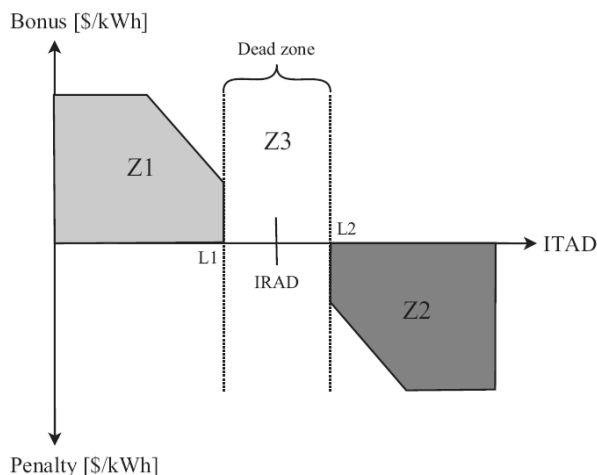 Bonus [$/kWh]
Dead zone
Z1
Z3
L1
L2
ITAD
IRAD
Z2
Penalty [$/kWh]